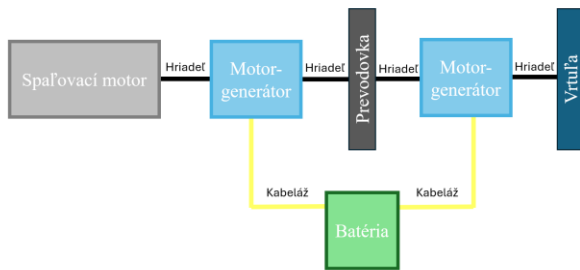 Spaľovací motor
Hriadeľ
Motor-
generátor
Hriadeľ
Prevodovka
Hriadeľ
Motor-
generátor
Hriadeľ
Vrtuľa
Kabeláž
Batéria
Kabeláž